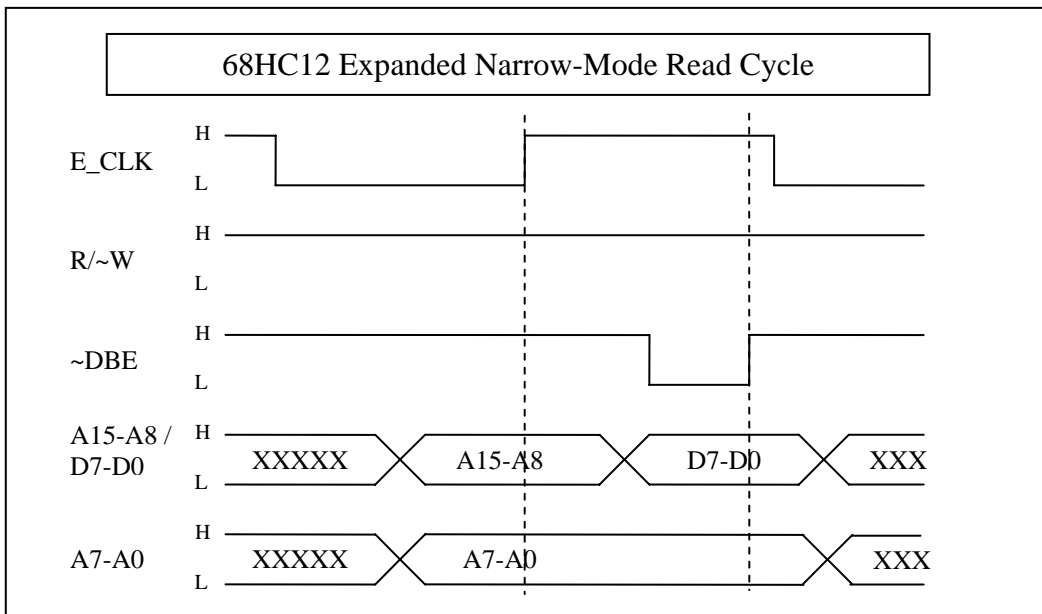 68HC12 Expanded Narrow-Mode Read Cycle
H
E_CLK
L
H
R/~W
L
H
~DBE
L
A15-A8 / H
D7-D0 XXXXX A15-A8 D7-D0 XXX
L
H
A7-A0 XXXXX A7-A0 XXX
L